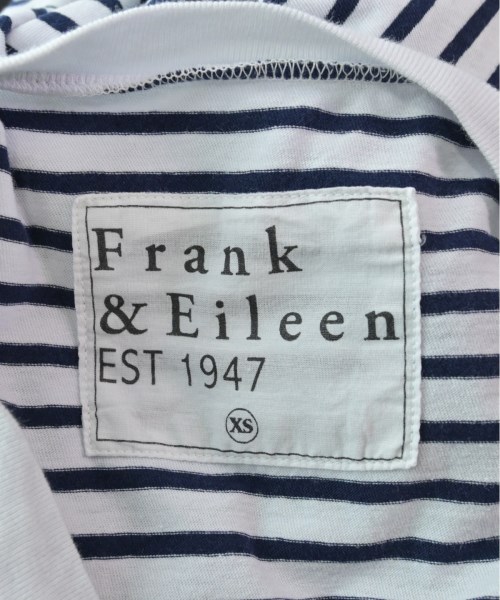 Frank
& Eileen
EST 1947
XS